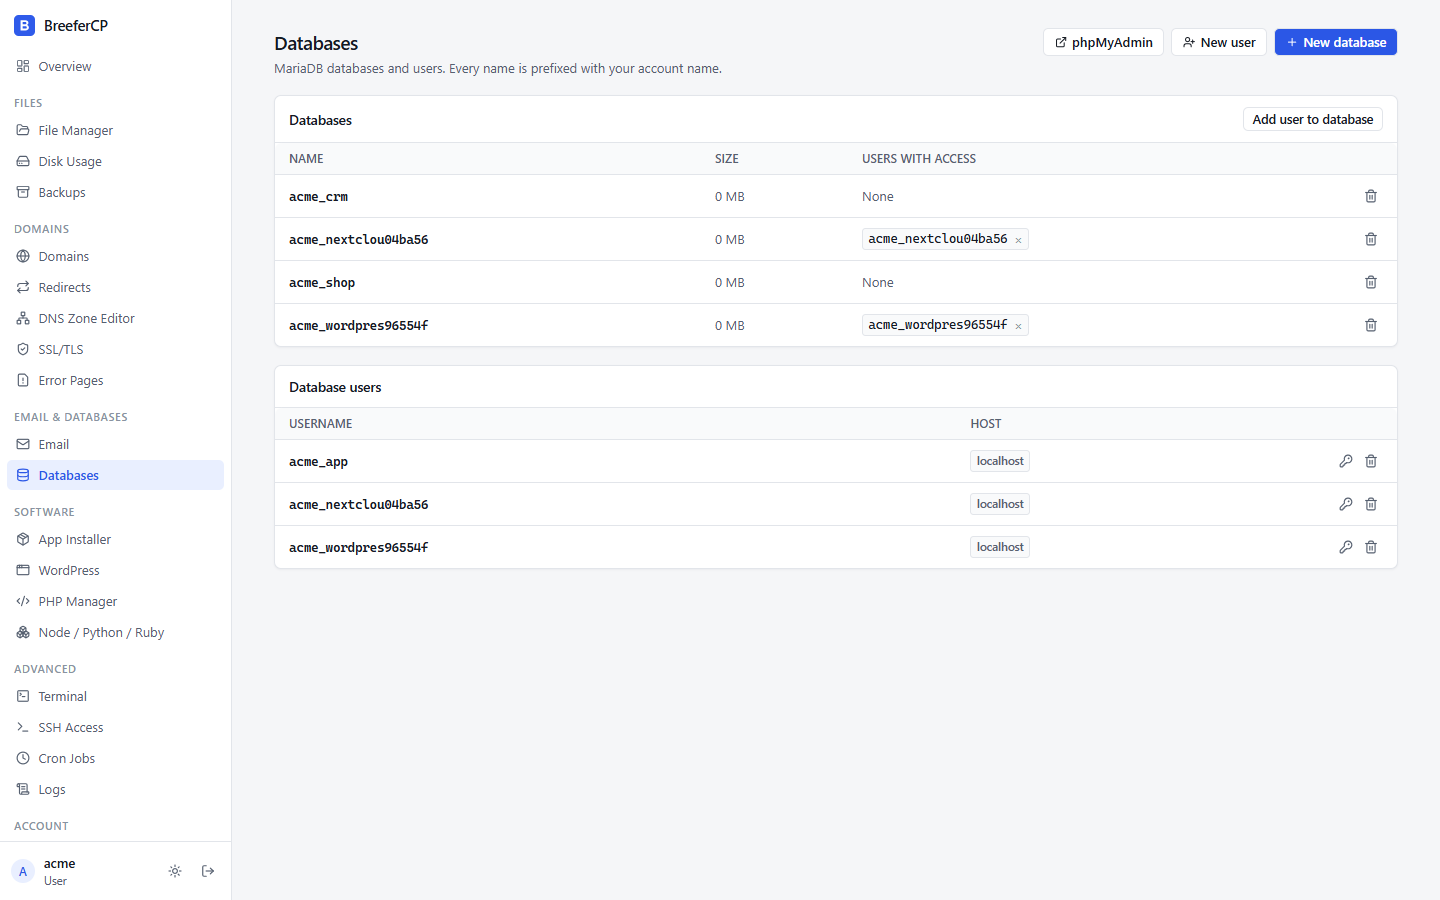 B BreeferCP
Overview
FILES
File Manager
Disk Usage
Backups
DOMAINS
Domains
Redirects
DNS Zone Editor
SSL/TLS
Error Pages
EMAIL & DATABASES
Email
Databases
SOFTWARE
App Installer
WordPress
PHP Manager
Node / Python / Ruby
ADVANCED
Terminal
SSH Access
Cron Jobs
Logs
ACCOUNT
A acme
User
Databases
MariaDB databases and users. Every name is prefixed with your account name.
phpMyAdmin New user + New database
Databases Add user to database
NAME SIZE USERS WITH ACCESS
acme_crm 0 MB None
acme_nextclou04ba56 0 MB acme_nextclou04ba56 ×
acme_shop 0 MB None
acme_wordpres96554f 0 MB acme_wordpres96554f ×
Database users
USERNAME HOST
acme_app localhost
acme_nextclou04ba56 localhost
acme_wordpres96554f localhost